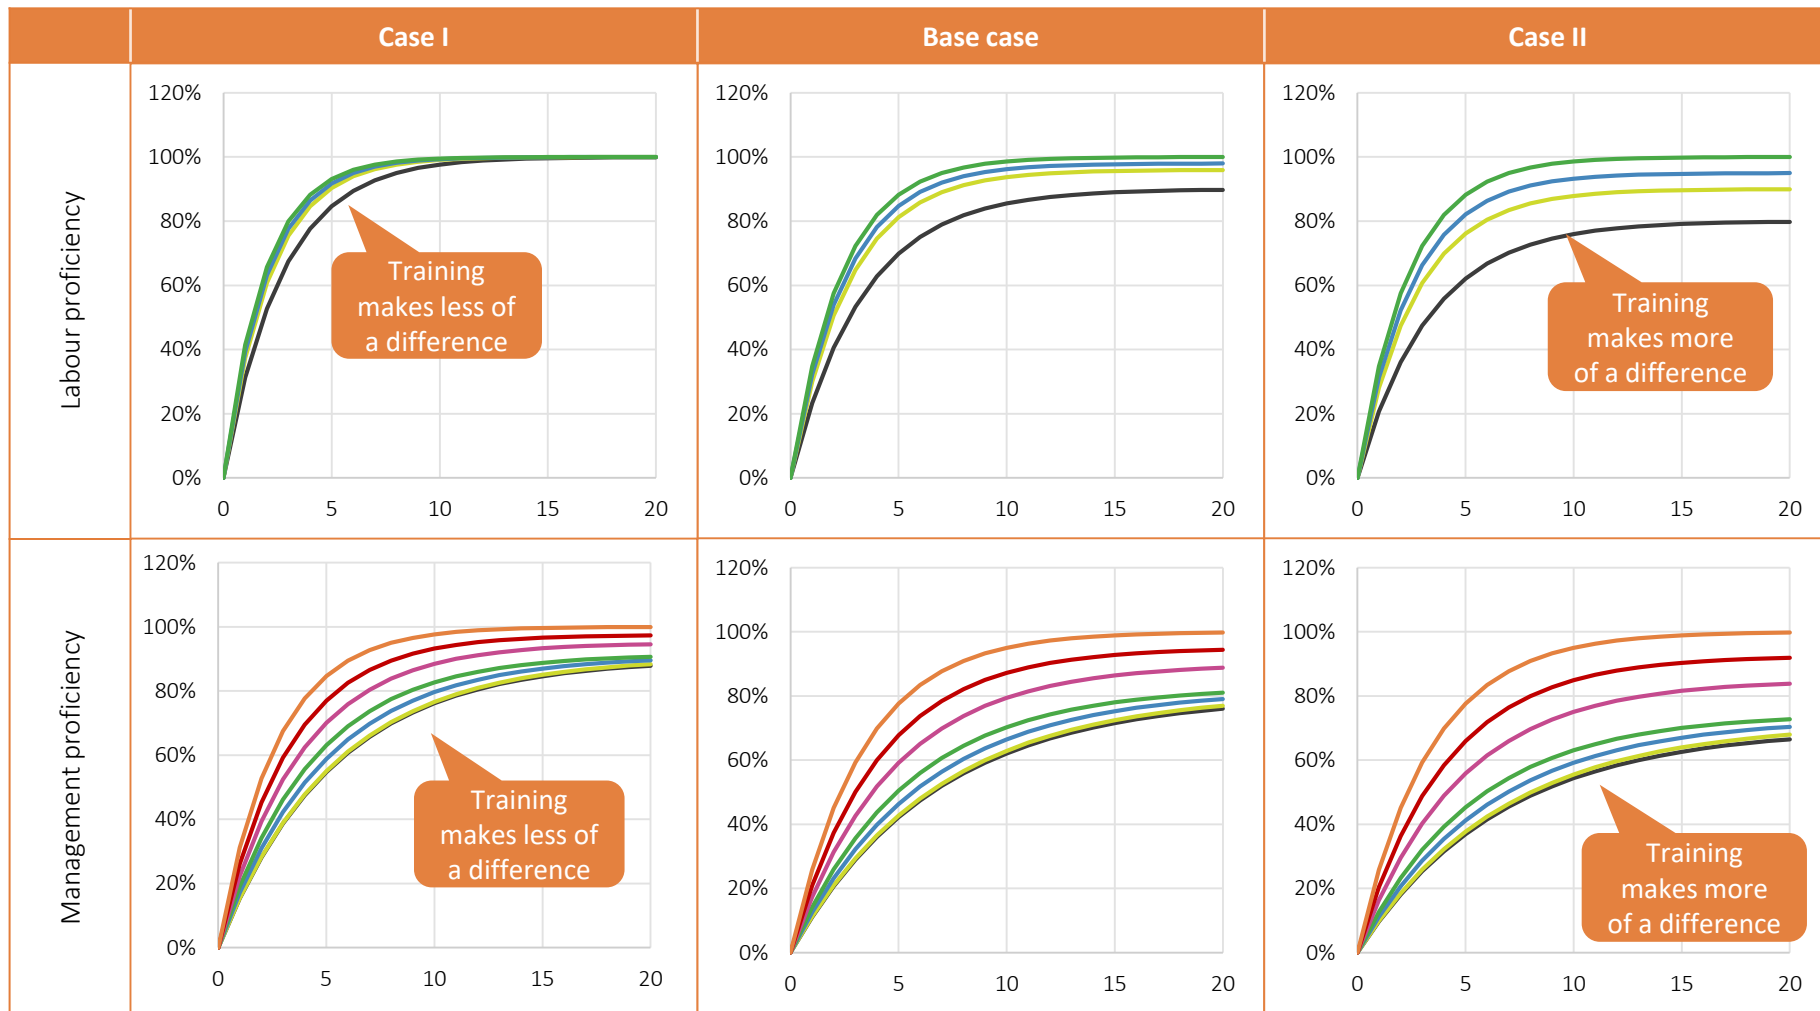 Case I
Base case
Case II
Labour proficiency
120%
100%
80%
60%
40%
20%
0%
0 5 10 15 20
Training
makes less of
a difference
120%
100%
80%
60%
40%
20%
0%
0 5 10 15 20
120%
100%
80%
60%
40%
20%
0%
0 5 10 15 20
Training
makes more
of a difference
Management proficiency
120%
100%
80%
60%
40%
20%
0%
0 5 10 15 20
Training
makes less of
a difference
120%
100%
80%
60%
40%
20%
0%
0 5 10 15 20
120%
100%
80%
60%
40%
20%
0%
0 5 10 15 20
Training
makes more
of a difference